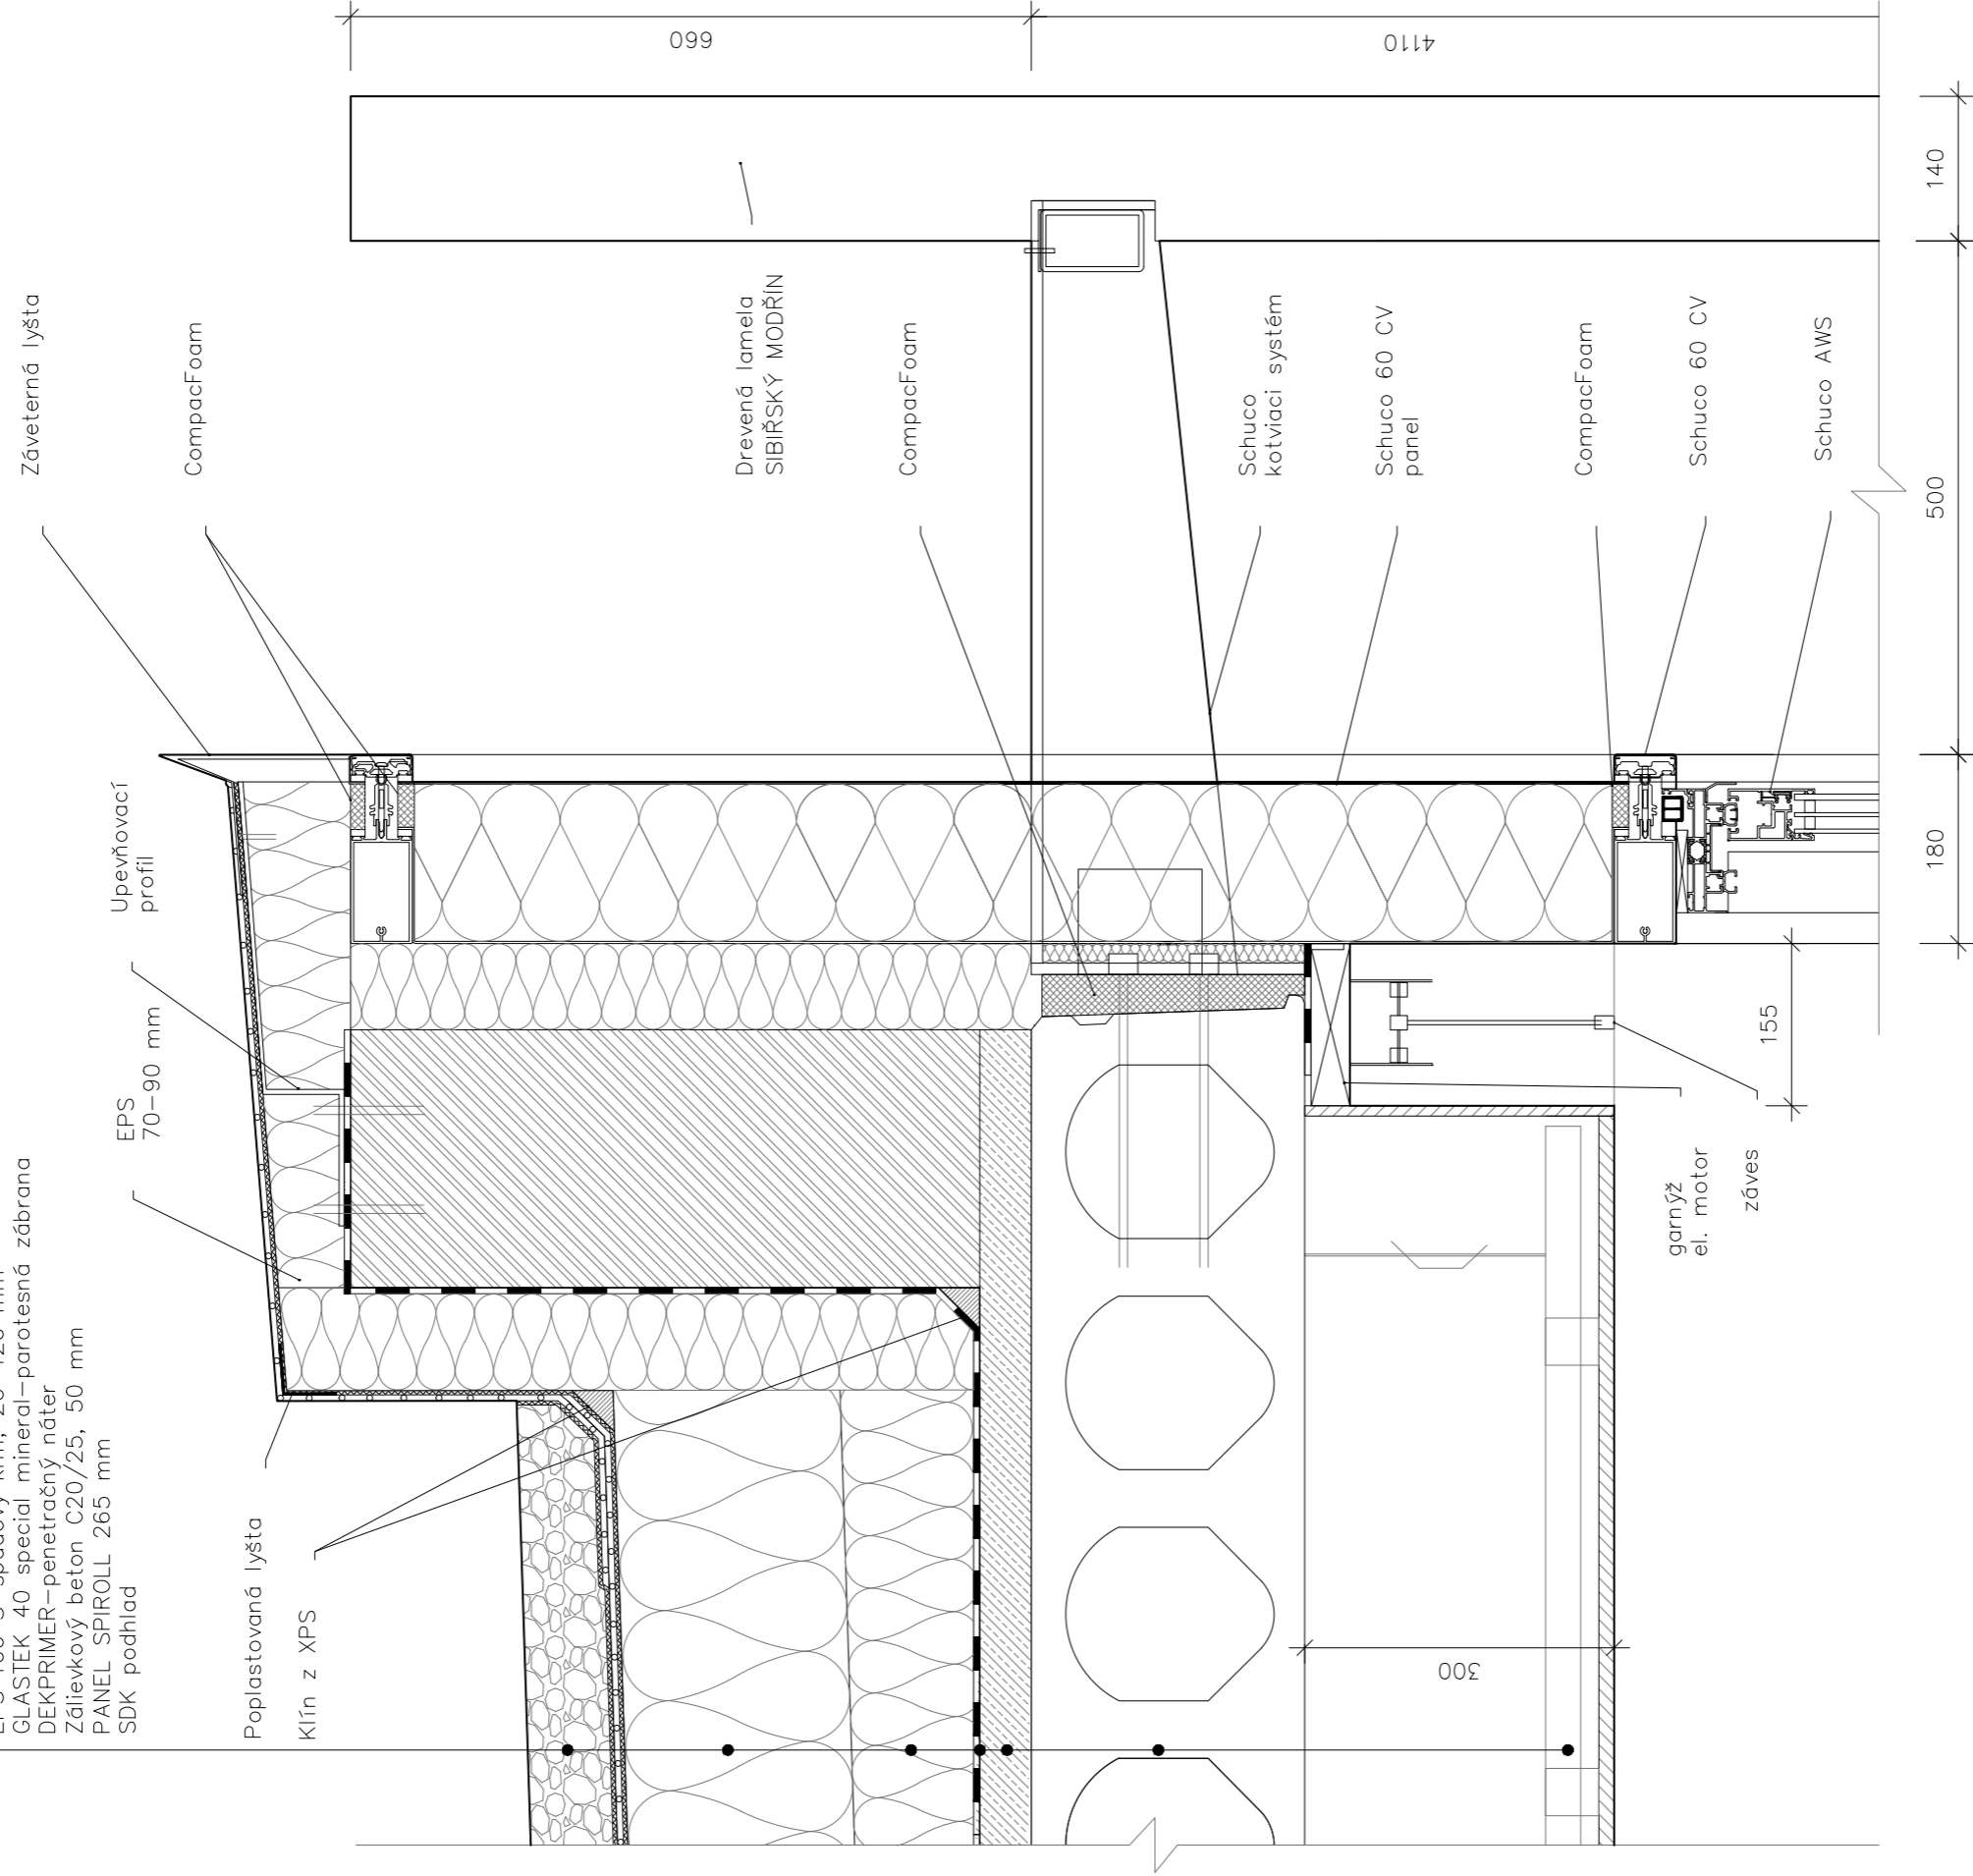 GLASTEK 40 special mineral-parotesná zábrana
DEKPRIMER-penetračný náter
Zálievkový beton C20/25, 50 mm
PANEL SPIROLL 265 mm
SDK podhlad
Poplastovaná lyšta
Klín z XPS
EPS
70-90 mm
Upevňovací
profil
Závetená lyšta
CompacFoam
Drevená lamela
SIBIŘSKÝ MODŘÍN
CompacFoam
Schuco
kotviaci systém
Schuco 60 CV
panel
CompacFoam
Schuco 60 CV
Schuco AWS
garnýž
el. motor
záves
660
4110
300
155
180
500
140